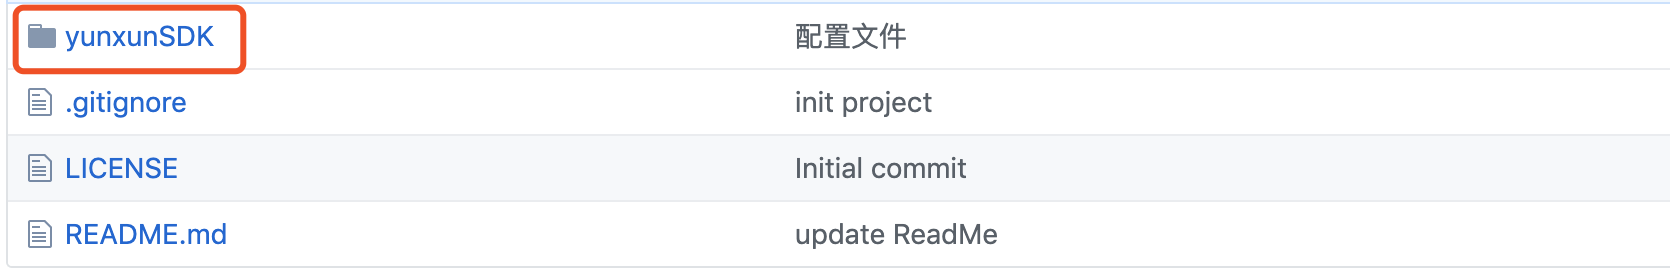 yunxunSDK 配置文件
.gitignore init project
LICENSE Initial commit
README.md update ReadMe